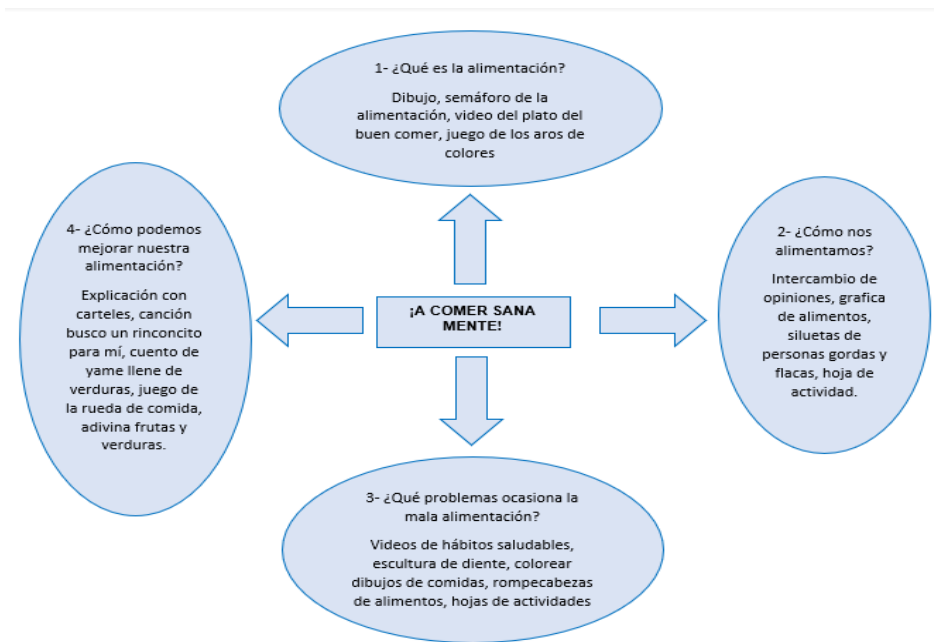 1- ¿Qué es la alimentación?
Dibujo, semáforo de la
alimentación, video del plato del
buen comer, juego de los aros de
colores
4- ¿Cómo podemos
mejorar nuestra
alimentación?
Explicación con
carteles, canción
busco un rinconcito
para mí, cuento de
yame llene de
verduras, juego de
la rueda de comida,
adivina frutas y
verduras.
¡A COMER SANA
MENTE!
2- ¿Cómo nos
alimentamos?
Intercambio de
opiniones, grafica
de alimentos,
siluetas de
personas gordas y
flacas, hoja de
actividad.
3- ¿Qué problemas ocasiona la
mala alimentación?
Videos de hábitos saludables,
escultura de diente, colorear
dibujos de comidas, rompecabezas
de alimentos, hojas de actividades